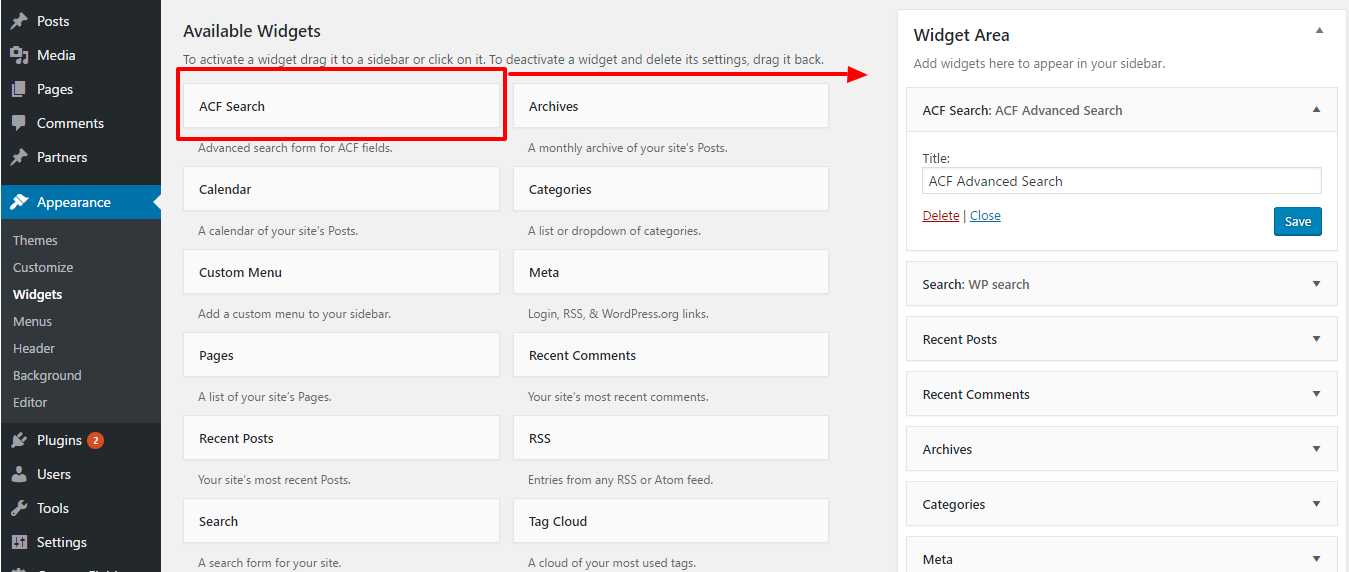 Posts
Media
Pages
Comments
Partners
Appearance
Themes
Customize
Widgets
Menus
Header
Background
Editor
Plugins 2
Users
Tools
Settings
Available Widgets
To activate a widget drag it to a sidebar or click on it. To deactivate a widget and delete its settings, drag it back.
ACF Search
Advanced search form for ACF fields.
Archives
A monthly archive of your site's Posts.
Calendar
A calendar of your site's Posts.
Categories
A list or dropdown of categories.
Custom Menu
Add a custom menu to your sidebar.
Meta
Login, RSS, & WordPress.org links.
Pages
A list of your site's Pages.
Recent Comments
Your site's most recent comments.
Recent Posts
Your site's most recent Posts.
RSS
Entries from any RSS or Atom feed.
Search
A search form for your site.
Tag Cloud
A cloud of your most used tags.
Widget Area
Add widgets here to appear in your sidebar.
ACF Search: ACF Advanced Search
Title:
ACF Advanced Search
Delete | Close
Save
Search: WP search
Recent Posts
Recent Comments
Archives
Categories
Meta